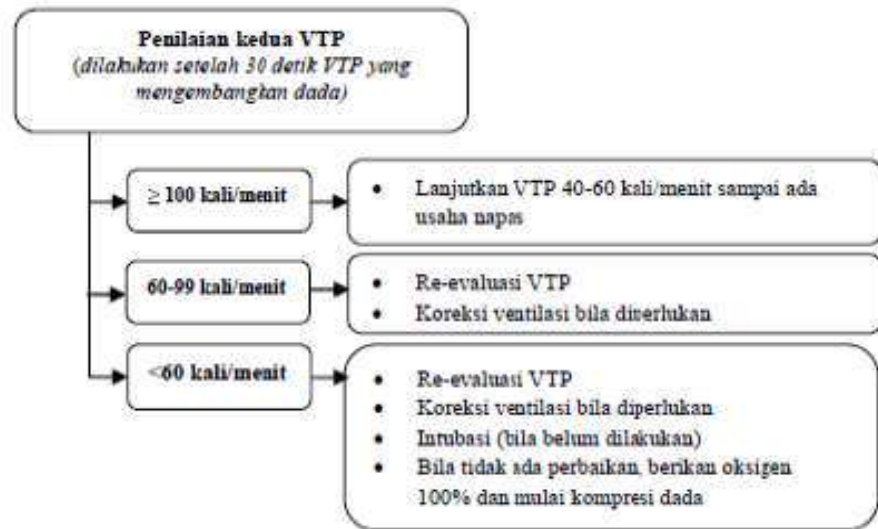 Penilaian kedua VTP
(dilakukan setelah 30 detik VTP yang
mengembangkan dada)
≥ 100 kali/menit
• Lanjutkan VTP 40-60 kali/menit sampai ada
usaha napas
60-99 kali/menit
• Re-evaluasi VTP
• Koreksi ventilasi bila diperlukan
<60 kali/menit
• Re-evaluasi VTP
• Koreksi ventilasi bila diperlukan
• Intubasi (bila belum dilakukan)
• Bila tidak ada perbaikan, berikan oksigen
100% dan mulai kompresi dada